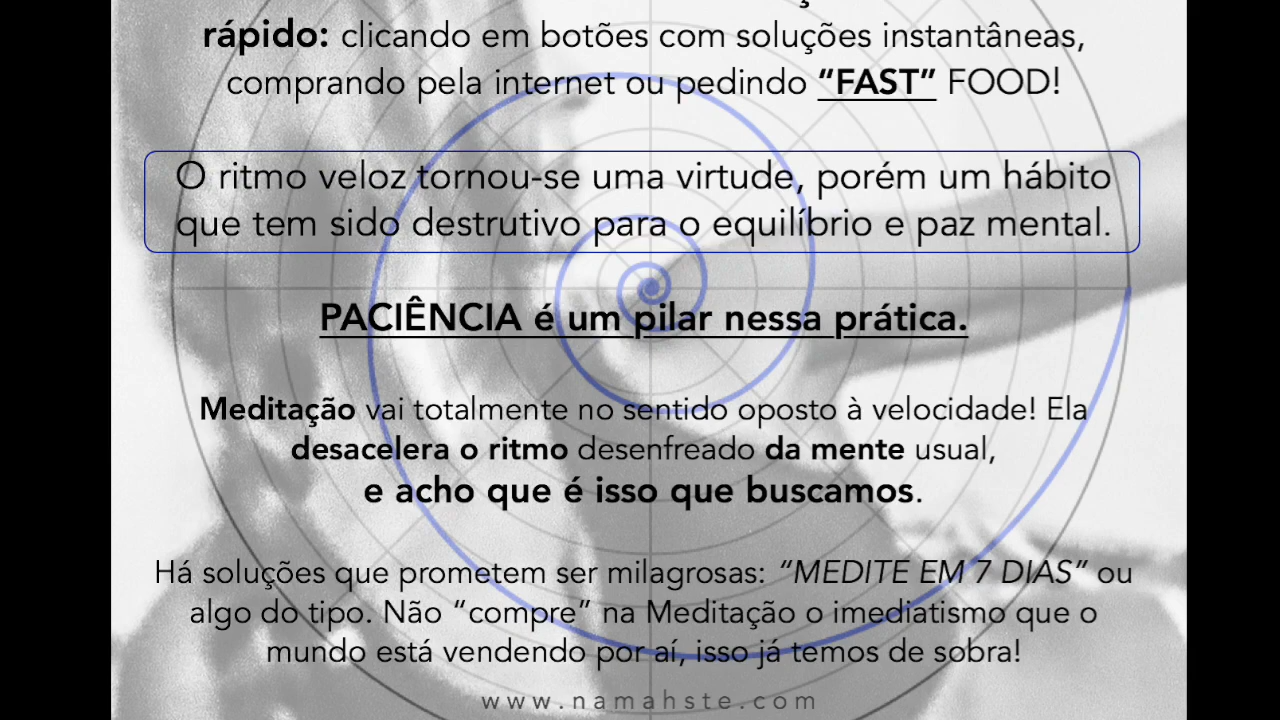 rápido: clicando em botões com soluções instantâneas,
comprando pela internet ou pedindo “FAST” FOOD!
O ritmo veloz tornou-se uma virtude, porém um hábito
que tem sido destrutivo para o equilíbrio e paz mental.
PACIÊNCIA é um pilar nessa prática.
Meditação vai totalmente no sentido oposto à velocidade! Ela
desacelera o ritmo desenfreado da mente usual,
e acho que é isso que buscamos.
Há soluções que prometem ser milagrosas: “MEDITE EM 7 DIAS” ou
algo do tipo. Não “compre” na Meditação o imediatismo que o
mundo está vendendo por aí, isso já temos de sobra!
www.namahste.com